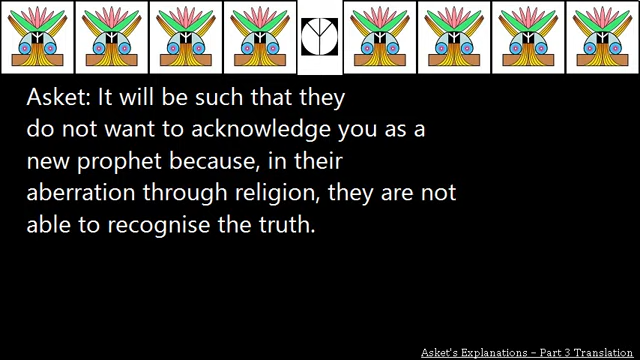 Asket: It will be such that they
do not want to acknowledge you as a
new prophet because, in their
aberration through religion, they are not
able to recognise the truth.
Asket's Explanations – Part 3 Translation